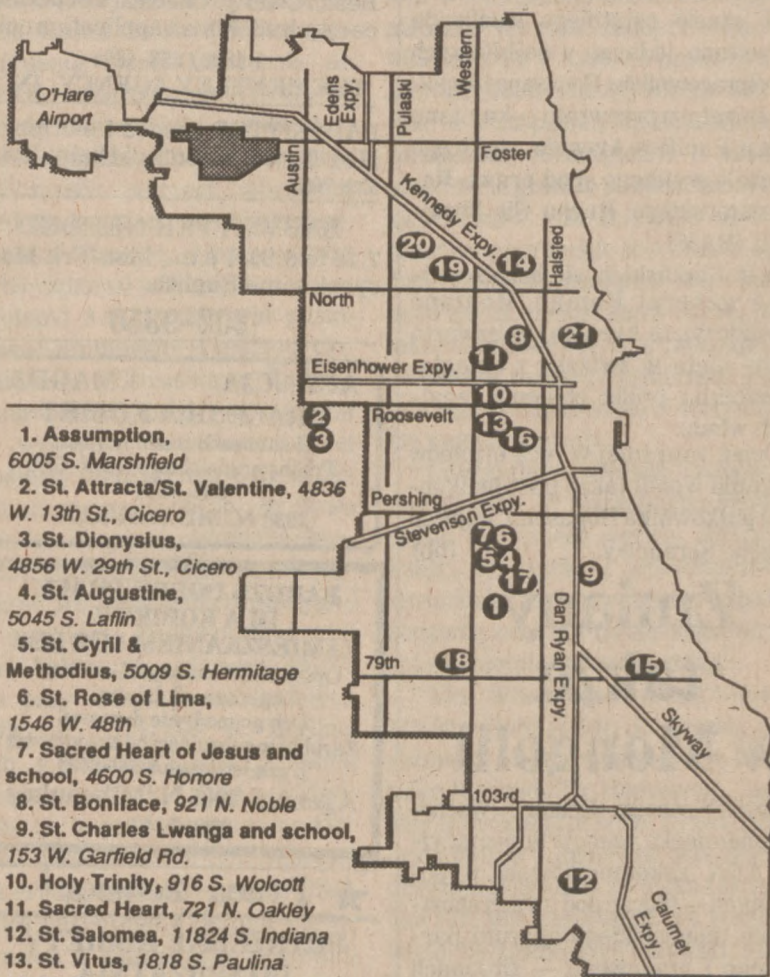 O'Hare
Airport
Edens
Expy.
Pulaski
Western
Austin
Foster
Kennedy Expy.
Halsted
20
19
14
North
8
21
11
Eisenhower Expy.
10
Roosevelt
2
3
13
16
Pershing
Stevenson Expy.
7
6
5
4
17
9
1
Dan Ryan Expy.
79th
18
15
Skyway
103rd
12
Calumet
Expy.
1. Assumption,
6005 S. Marshfield
2. St. Attracta/St. Valentine, 4836
W. 13th St., Cicero
3. St. Dionysius,
4856 W. 29th St., Cicero
4. St. Augustine,
5045 S. Laflin
5. St. Cyril &
Methodius, 5009 S. Hermitage
6. St. Rose of Lima,
1546 W. 48th
7. Sacred Heart of Jesus and
school, 4600 S. Honore
8. St. Boniface, 921 N. Noble
9. St. Charles Lwanga and school,
153 W. Garfield Rd.
10. Holy Trinity, 916 S. Wolcott
11. Sacred Heart, 721 N. Oakley
12. St. Salomea, 11824 S. Indiana
13. St. Vitus, 1818 S. Paulina